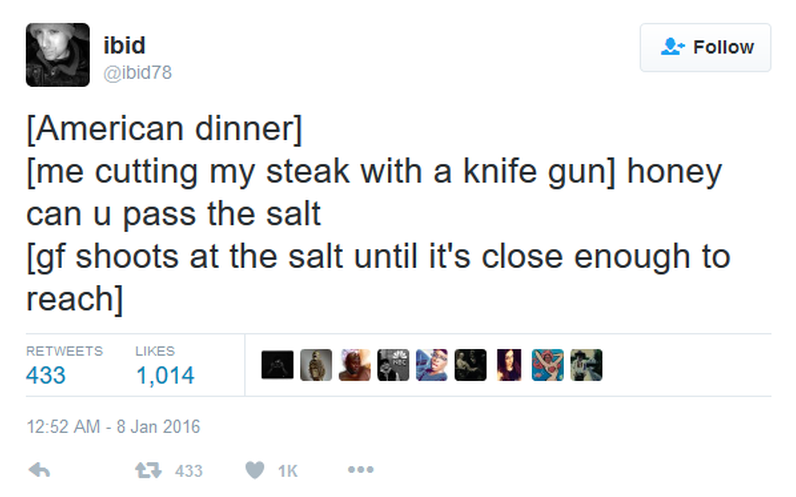 ibid
@ibid78
Follow
[American dinner]
[me cutting my steak with a knife gun] honey
can u pass the salt
[gf shoots at the salt until it's close enough to
reach]
RETWEETS LIKES
433 1,014
NBC
12:52 AM - 8 Jan 2016
433 1K